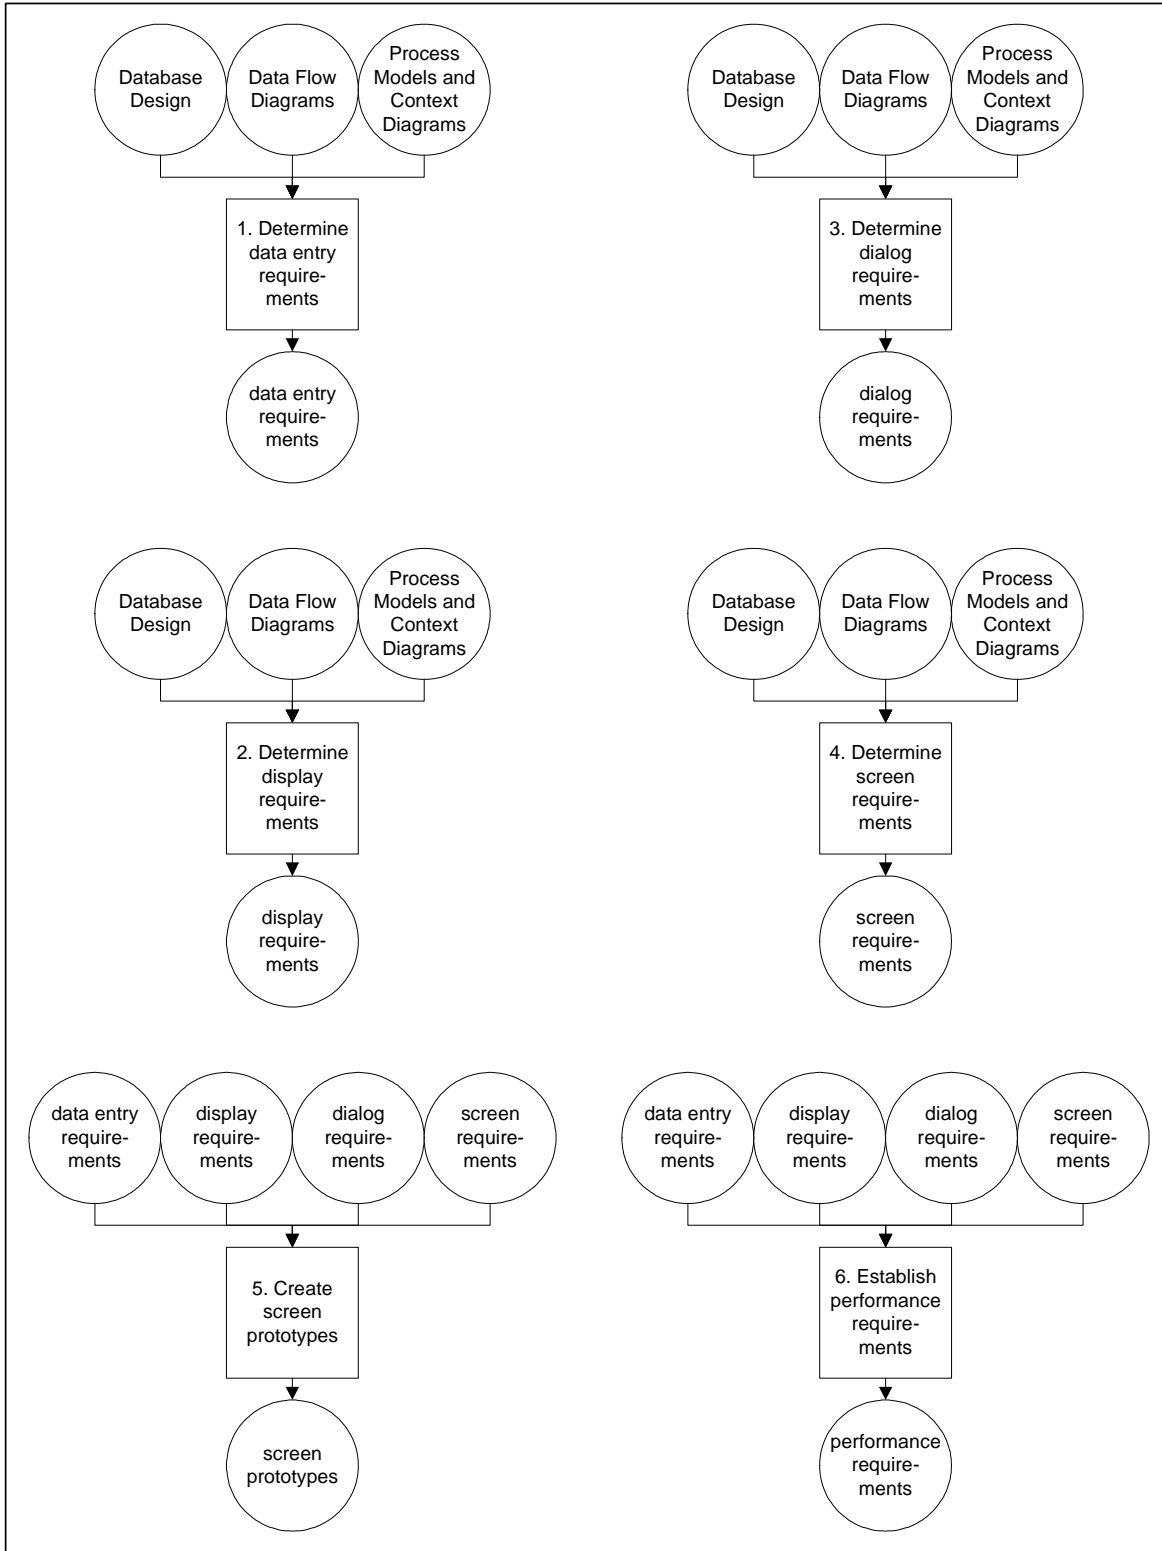 Database
Design
Data Flow
Diagrams
Process
Models and
Context
Diagrams
1. Determine
data entry
require-
ments
data entry
require-
ments
Database
Design
Data Flow
Diagrams
Process
Models and
Context
Diagrams
3. Determine
dialog
require-
ments
dialog
require-
ments
Database
Design
Data Flow
Diagrams
Process
Models and
Context
Diagrams
2. Determine
display
require-
ments
display
require-
ments
Database
Design
Data Flow
Diagrams
Process
Models and
Context
Diagrams
4. Determine
screen
require-
ments
screen
require-
ments
data entry
require-
ments
display
require-
ments
dialog
require-
ments
screen
require-
ments
5. Create
screen
prototypes
screen
prototypes
data entry
require-
ments
display
require-
ments
dialog
require-
ments
screen
require-
ments
6. Establish
performance
require-
ments
performance
require-
ments